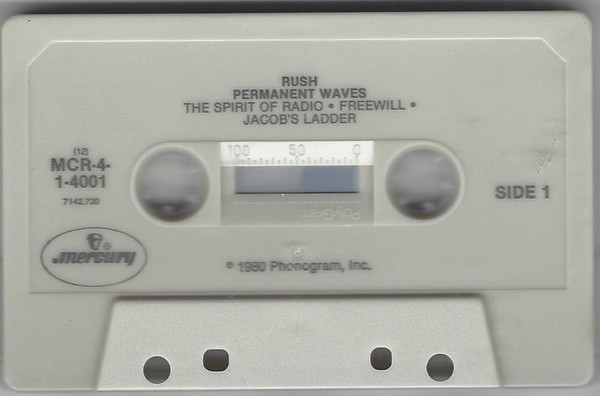 RUSH
PERMANENT WAVES
THE SPIRIT OF RADIO • FREEWILL •
JACOB'S LADDER
(12)
MCR-4-
1-4001
7142.720
100 50 0
SIDE 1
PolyGram
mercury ®
℗ 1980 Phonogram, Inc.